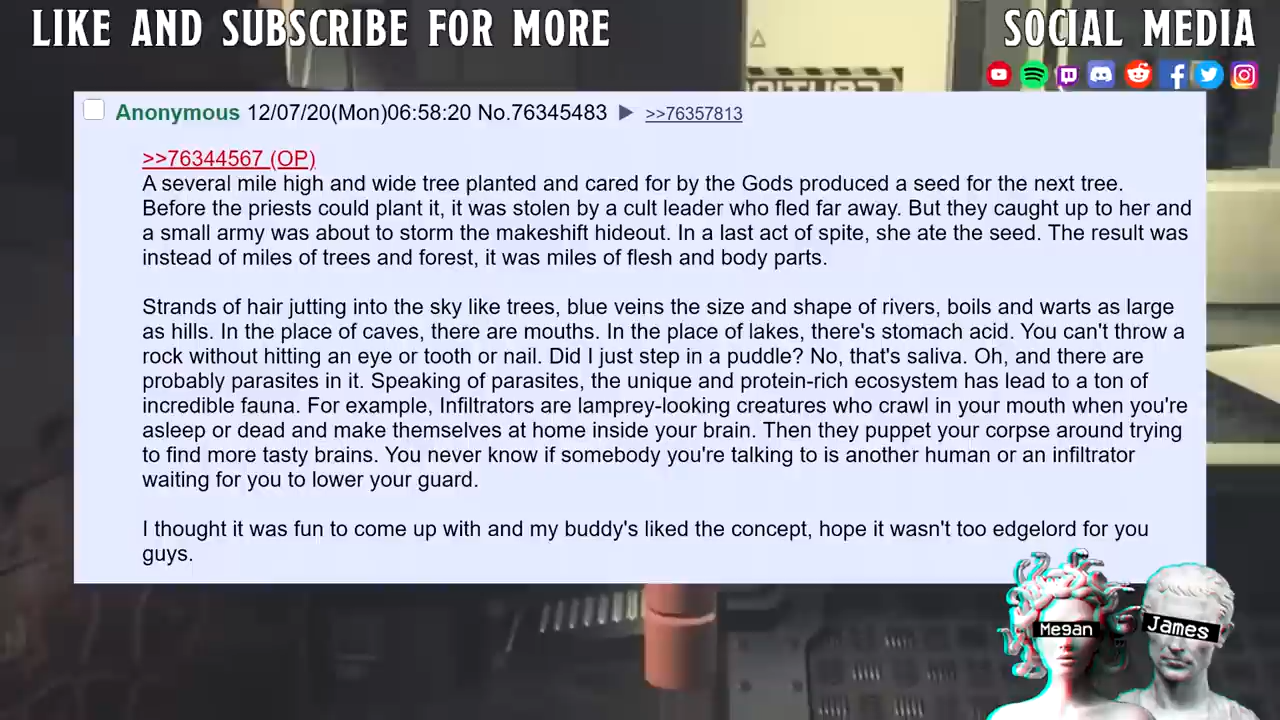 LIKE AND SUBSCRIBE FOR MORE
SOCIAL MEDIA
Anonymous 12/07/20(Mon)06:58:20 No.76345483 ▶ >>76357813
>>76344567 (OP)
A several mile high and wide tree planted and cared for by the Gods produced a seed for the next tree.
Before the priests could plant it, it was stolen by a cult leader who fled far away. But they caught up to her and
a small army was about to storm the makeshift hideout. In a last act of spite, she ate the seed. The result was
instead of miles of trees and forest, it was miles of flesh and body parts.
Strands of hair jutting into the sky like trees, blue veins the size and shape of rivers, boils and warts as large
as hills. In the place of caves, there are mouths. In the place of lakes, there's stomach acid. You can't throw a
rock without hitting an eye or tooth or nail. Did I just step in a puddle? No, that's saliva. Oh, and there are
probably parasites in it. Speaking of parasites, the unique and protein-rich ecosystem has lead to a ton of
incredible fauna. For example, Infiltrators are lamprey-looking creatures who crawl in your mouth when you're
asleep or dead and make themselves at home inside your brain. Then they puppet your corpse around trying
to find more tasty brains. You never know if somebody you're talking to is another human or an infiltrator
waiting for you to lower your guard.
I thought it was fun to come up with and my buddy's liked the concept, hope it wasn't too edgelord for you
guys.
Megan
James